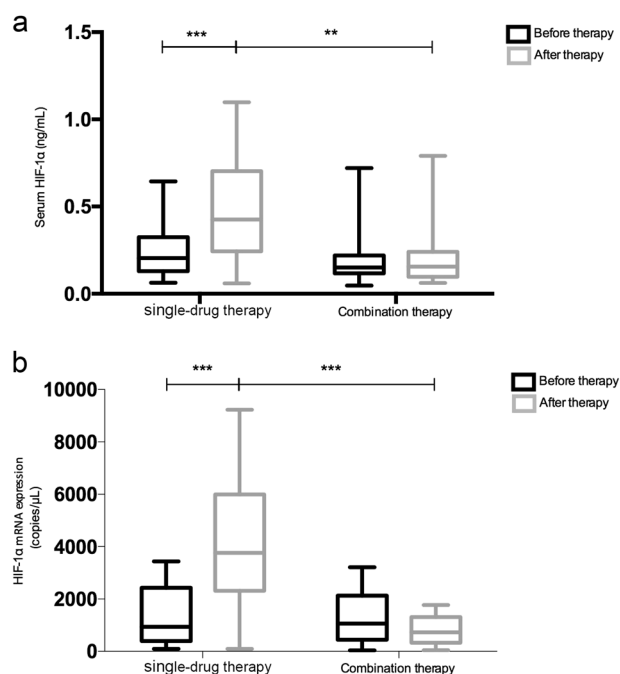 a
1.5
1.0
0.5
0.0
Serum HIF-1α (ng/mL)
***
**
Before therapy
After therapy
single-drug therapy
Combination therapy
b
10000
8000
6000
4000
2000
0
HIF-1α mRNA expression
(copies/μL)
***
***
Before therapy
After therapy
single-drug therapy
Combination therapy